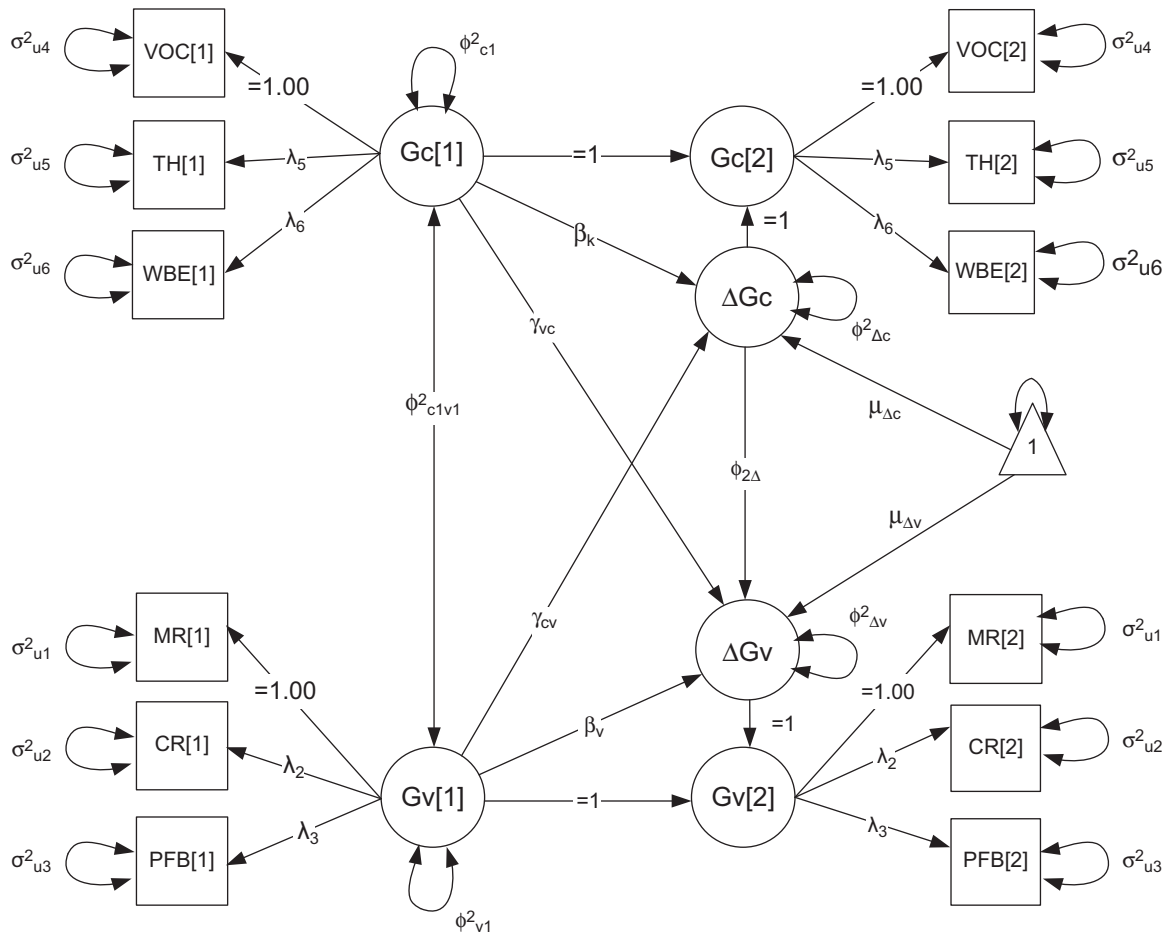 σ²u4
VOC[1]
=1.00
ϕ²c1
VOC[2]
σ²u4
=1.00
σ²u5
TH[1]
λ5
Gc[1]
=1
Gc[2]
λ5
TH[2]
σ²u5
λ6
λ6
σ²u6
WBE[1]
βk
=1
WBE[2]
σ²u6
ΔGc
γvc
ϕ²Δc
ϕ²c1v1
μΔc
1
ϕ2Δ
μΔv
γcv
σ²u1
MR[1]
ϕ²Δv
MR[2]
σ²u1
ΔGv
=1.00
=1.00
σ²u2
CR[1]
βv
=1
CR[2]
σ²u2
λ2
λ2
Gv[1]
=1
Gv[2]
λ3
λ3
σ²u3
PFB[1]
PFB[2]
σ²u3
ϕ²v1